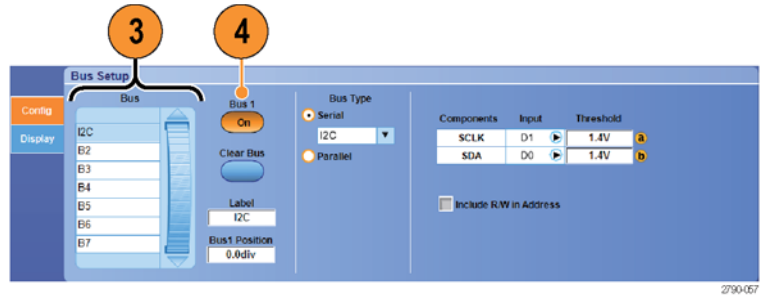 3
4
Bus Setup
Config
Display
Bus
I2C
B2
B3
B4
B5
B6
B7
Bus 1
On
Clear Bus
Label
I2C
Bus1 Position
0.0div
Bus Type
Serial
I2C
Parallel
Components Input Threshold
SCLK D1 1.4V a
SDA D0 1.4V b
Include R/W in Address
2790-057